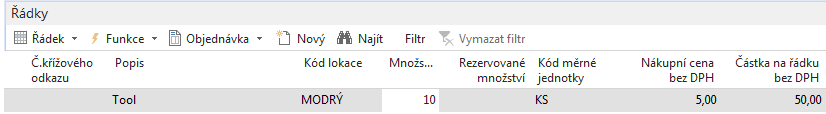 Řádky
Řádek Funkce Objednávka Nový Najít Filtr Vymazat filtr
Č.křížového odkazu Popis Kód lokace Množs... Rezervované množství Kód měrné jednotky Nákupní cena bez DPH Částka na řádku bez DPH
Tool MODRÝ 10 KS 5,00 50,00